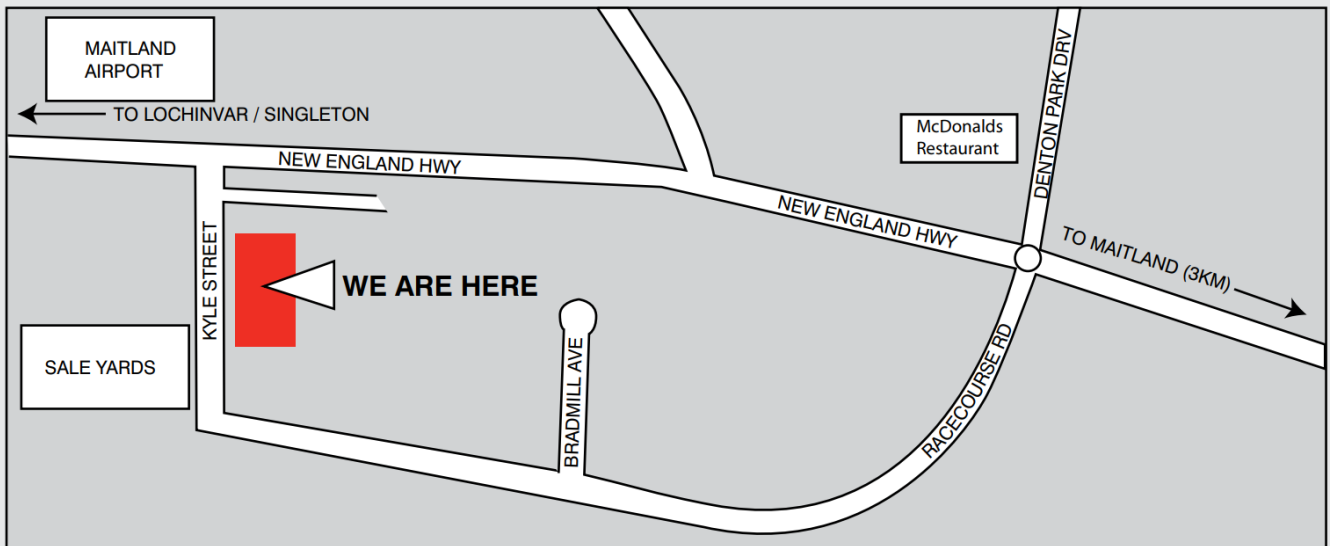 MAITLAND
AIRPORT
TO LOCHINVAR / SINGLETON
NEW ENGLAND HWY
McDonalds
Restaurant
DENTON PARK DRV
NEW ENGLAND HWY
TO MAITLAND (3KM)
KYLE STREET
WE ARE HERE
SALE YARDS
BRADMILL AVE
RACECOURSE RD